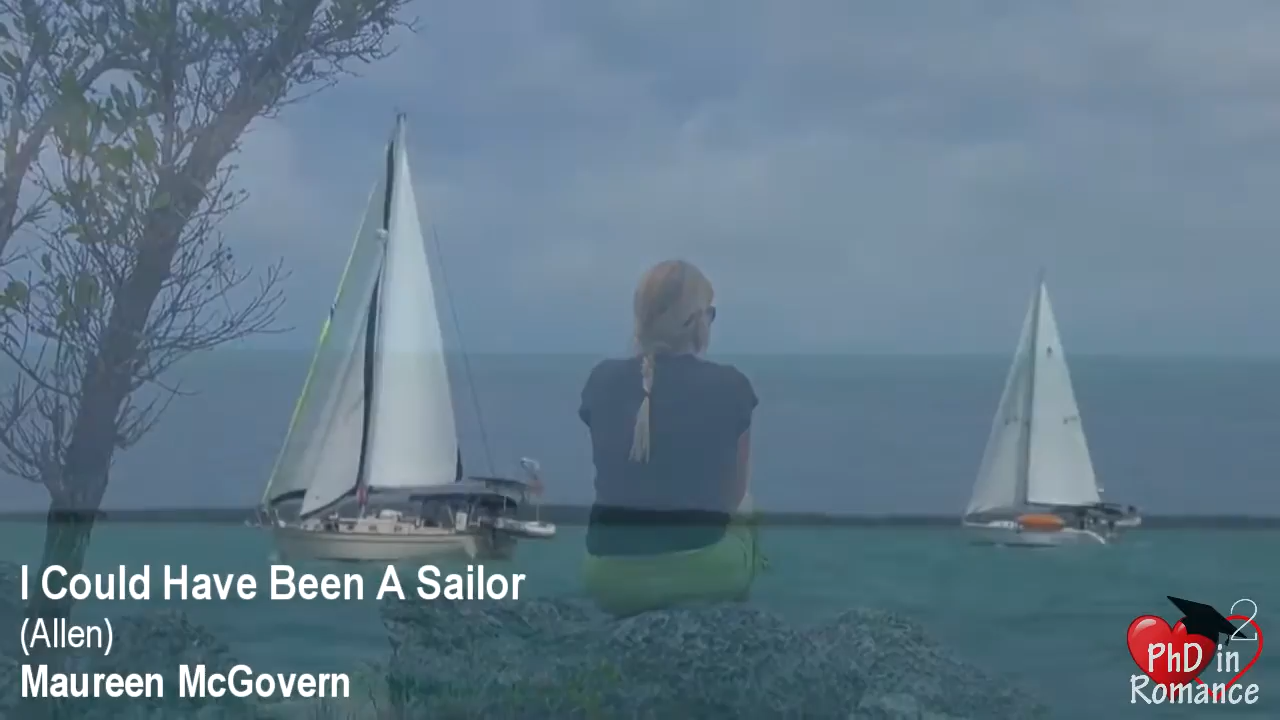 I Could Have Been A Sailor
(Allen)
Maureen McGovern
2
PhD in
Romance